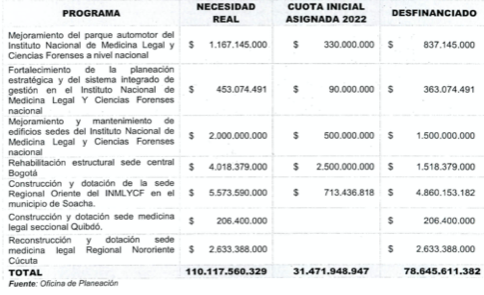 PROGRAMA NECESIDAD REAL CUOTA INICIAL ASIGNADA 2022 DESFINANCIADO
Mejoramiento del parque automotor del
Instituto Nacional de Medicina Legal y $ 1.167.145.000 $ 330.000.000 $ 837.145.000
Ciencias Forenses a nivel nacional
Fortalecimiento de la planeación
estratégica y del sistema integrado de
gestión en el Instituto Nacional de $ 453.074.491 $ 90.000.000 $ 363.074.491
Medicina Legal Y Ciencias Forenses
nacional
Mejoramiento y mantenimiento de
edificios sedes del Instituto Nacional de $ 2.000.000.000 $ 500.000.000 $ 1.500.000.000
Medicina Legal y Ciencias Forenses
nacional
Rehabilitación estructural sede central $ 4.018.379.000 $ 2.500.000.000 $ 1.518.379.000
Bogotá
Construcción y dotación de la sede
Regional Oriente del INMLYCF en el $ 5.573.590.000 $ 713.436.818 $ 4.860.153.182
municipio de Soacha.
Construcción y dotación sede medicina $ 206.400.000 $ 206.400.000
legal seccional Quibdó.
Reconstrucción y dotación sede
medicina legal Regional Nororiente $ 2.633.388.000 $ 2.633.388.000
Cúcuta
TOTAL 110.117.560.329 31.471.948.947 78.645.611.382
Fuente: Oficina de Planeación